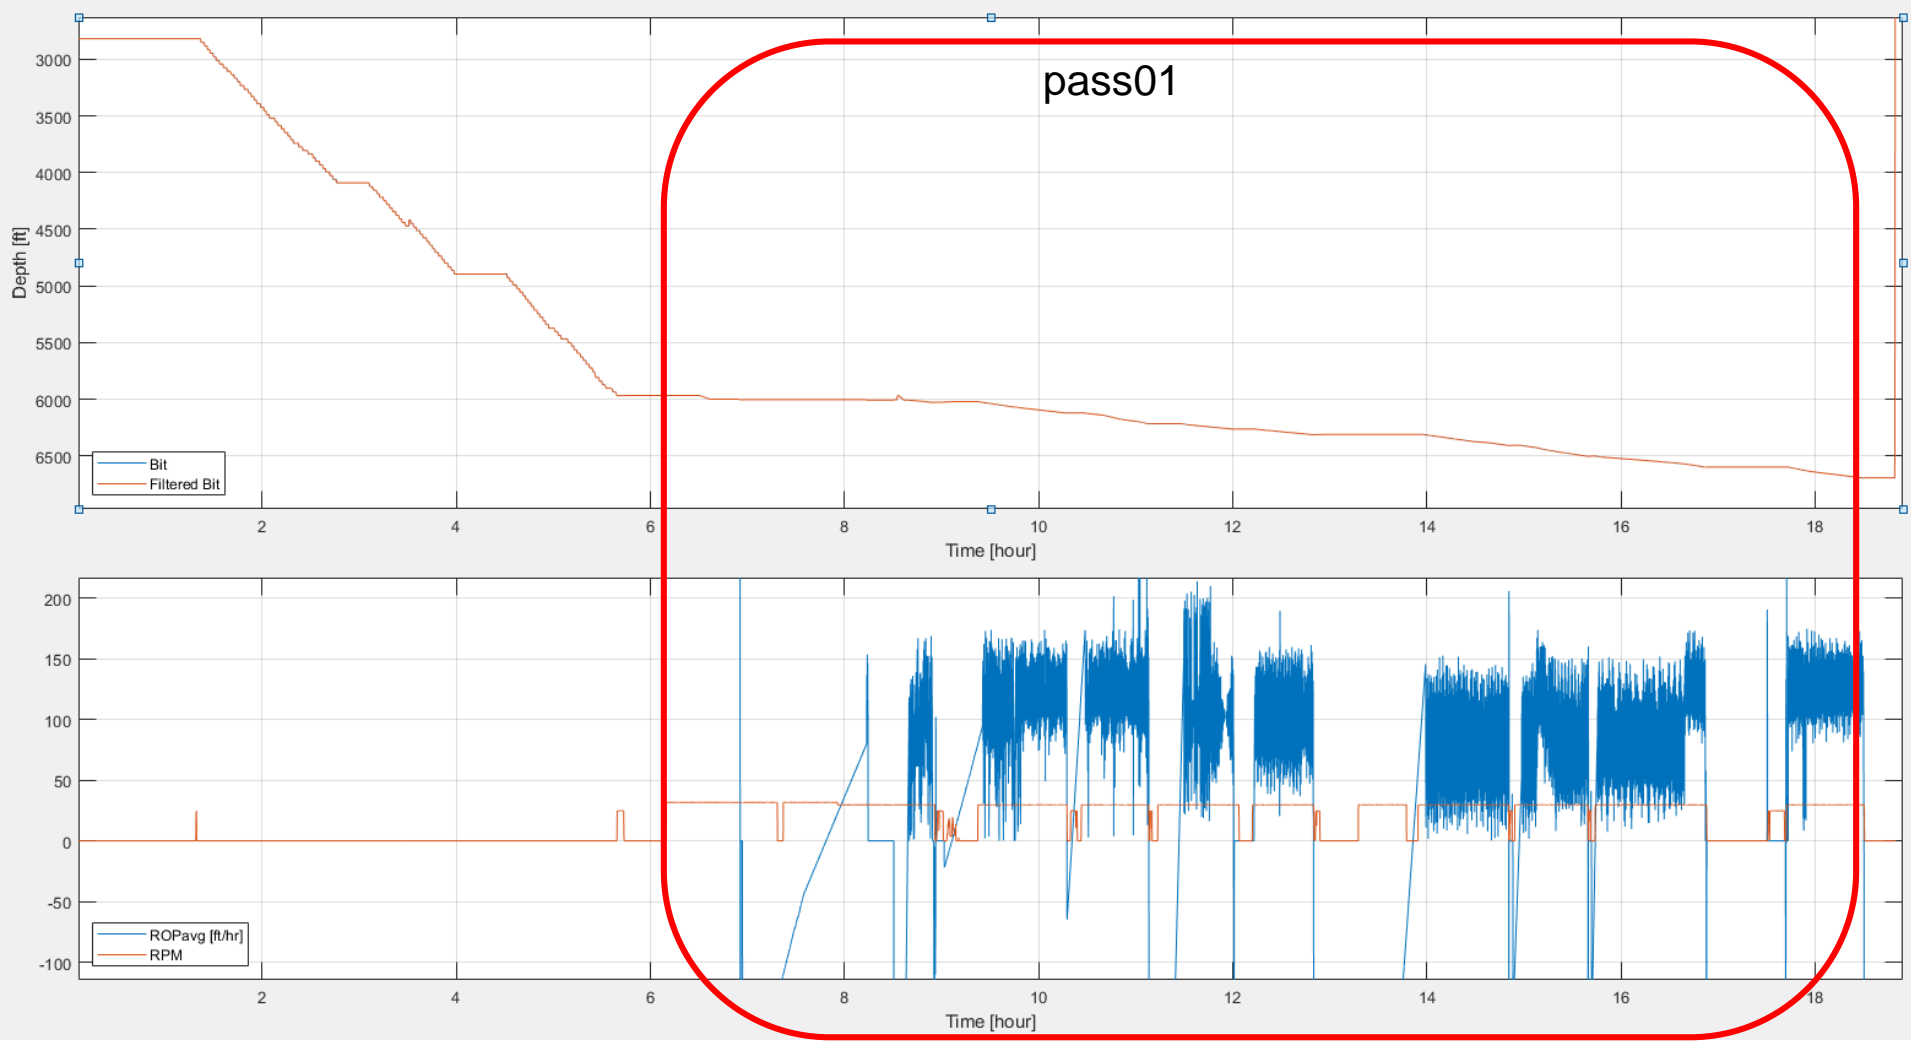 pass01
3000
3500
4000
4500
5000
5500
6000
6500
Depth [ft]
Bit
Filtered Bit
2 4 6 8 10 12 14 16 18
Time [hour]
200
150
100
50
0
-50
-100
ROPavg [ft/hr]
RPM
2 4 6 8 10 12 14 16 18
Time [hour]